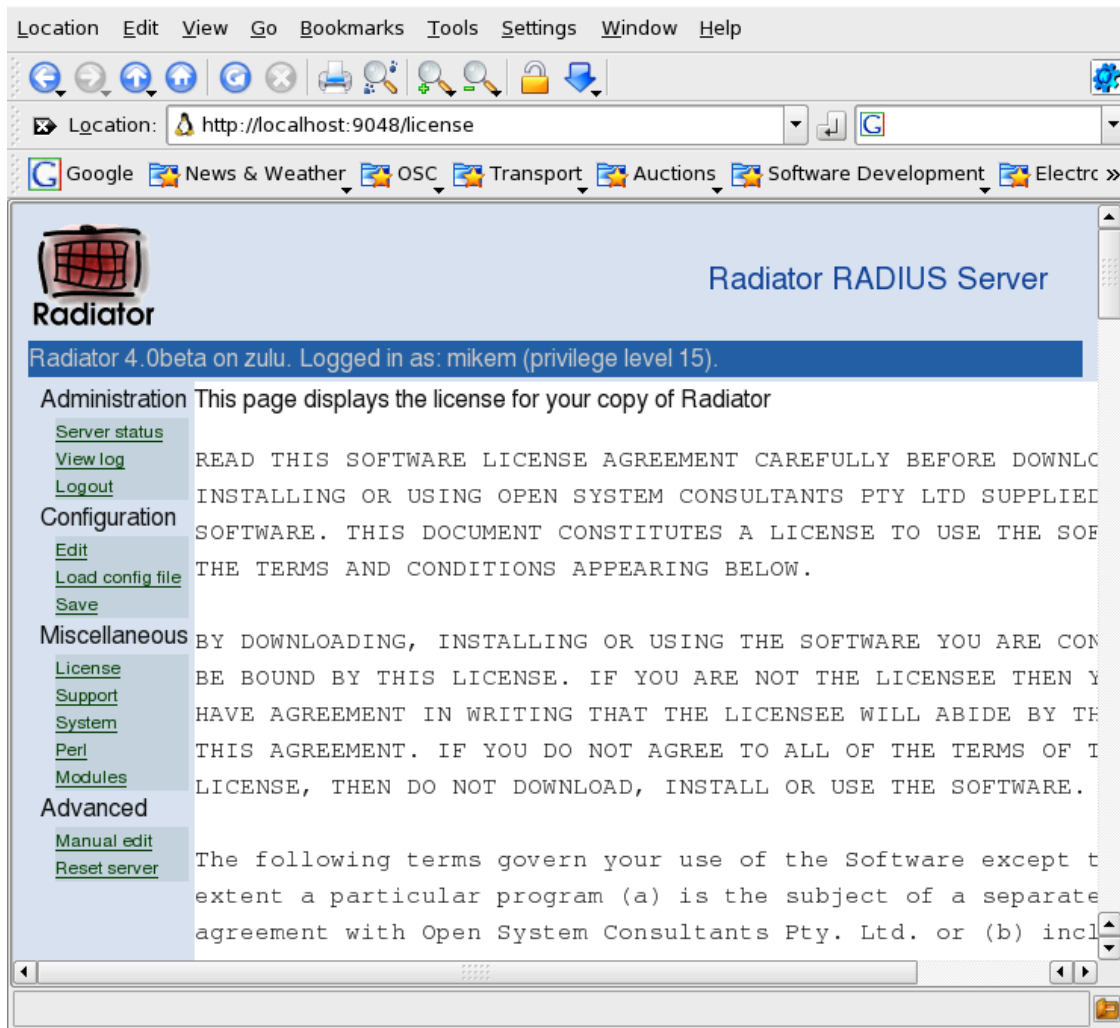 Location Edit View Go Bookmarks Tools Settings Window Help
Location: http://localhost:9048/license
Google News & Weather OSC Transport Auctions Software Development Electrc »
Radiator
Radiator RADIUS Server
Radiator 4.0beta on zulu. Logged in as: mikem (privilege level 15).
Administration
Server status
View log
Logout
Configuration
Edit
Load config file
Save
Miscellaneous
License
Support
System
Perl
Modules
Advanced
Manual edit
Reset server
This page displays the license for your copy of Radiator
READ THIS SOFTWARE LICENSE AGREEMENT CAREFULLY BEFORE DOWNLO
INSTALLING OR USING OPEN SYSTEM CONSULTANTS PTY LTD SUPPLIED
SOFTWARE. THIS DOCUMENT CONSTITUTES A LICENSE TO USE THE SOF
THE TERMS AND CONDITIONS APPEARING BELOW.
BY DOWNLOADING, INSTALLING OR USING THE SOFTWARE YOU ARE CON
BE BOUND BY THIS LICENSE. IF YOU ARE NOT THE LICENSEE THEN Y
HAVE AGREEMENT IN WRITING THAT THE LICENSEE WILL ABIDE BY TH
THIS AGREEMENT. IF YOU DO NOT AGREE TO ALL OF THE TERMS OF T
LICENSE, THEN DO NOT DOWNLOAD, INSTALL OR USE THE SOFTWARE.
The following terms govern your use of the Software except t
extent a particular program (a) is the subject of a separate
agreement with Open System Consultants Pty. Ltd. or (b) incl